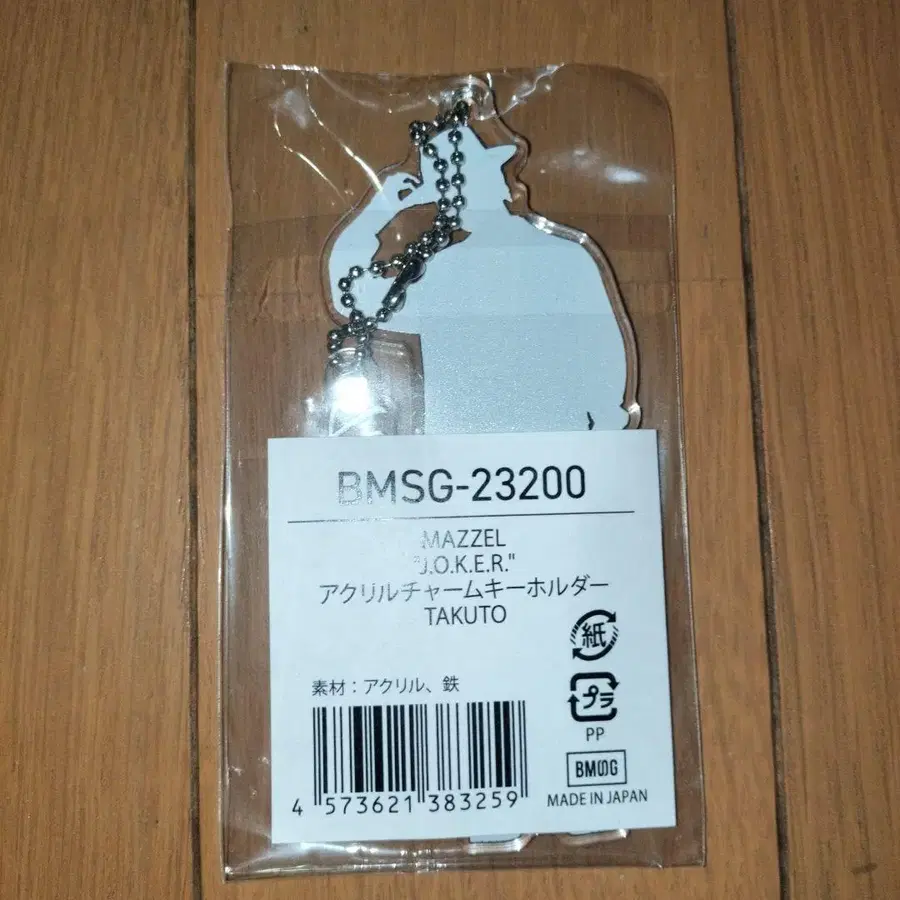 BMSG-23200
MAZZEL
"J.O.K.E.R."
アクリルチャームキーホルダー
TAKUTO
紙
プラ
PP
素材：アクリル、鉄
4 573621 383259
BMSG
MADE IN JAPAN